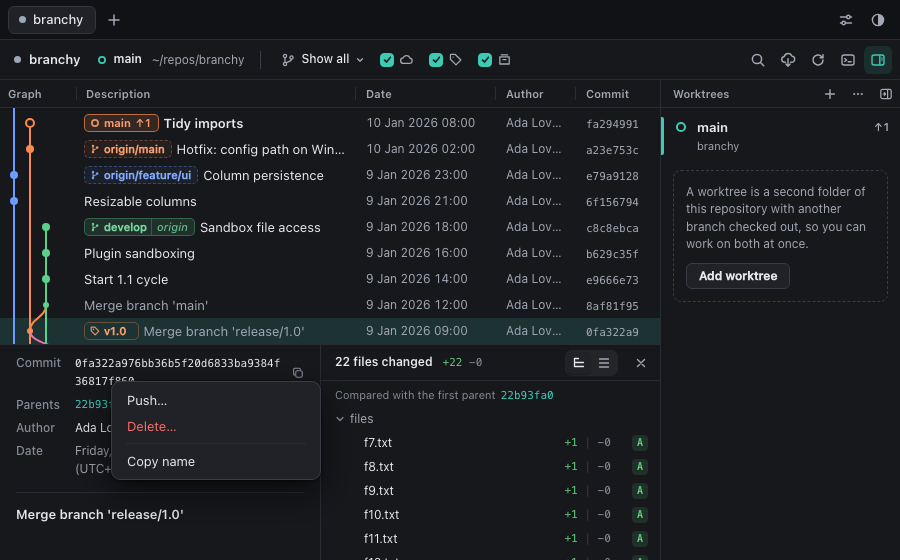 branchy
branchy main ~/repos/branchy Show all
Graph Description Date Author Commit Worktrees
main ↑1 Tidy imports 10 Jan 2026 08:00 Ada Lov... fa294991
origin/main Hotfix: config path on Win... 10 Jan 2026 02:00 Ada Lov... a23e753c
origin/feature/ui Column persistence 9 Jan 2026 23:00 Ada Lov... e79a9128
Resizable columns 9 Jan 2026 21:00 Ada Lov... 6f156794
develop origin Sandbox file access 9 Jan 2026 18:00 Ada Lov... c8c8ebca
Plugin sandboxing 9 Jan 2026 16:00 Ada Lov... b629c35f
Start 1.1 cycle 9 Jan 2026 14:00 Ada Lov... e9666e73
Merge branch 'main' 9 Jan 2026 12:00 Ada Lov... 8af81f95
v1.0 Merge branch 'release/1.0' 9 Jan 2026 09:00 Ada Lov... 0fa322a9
main ↑1
branchy
A worktree is a second folder of
this repository with another
branch checked out, so you can
work on both at once.
Add worktree
Commit 0fa322a976bb36b5f20d6833ba9384f
36817f860
Parents 22b93f
Author Ada Lo
Date Friday,
(UTC+
Push...
Delete...
Copy name
Merge branch 'release/1.0'
22 files changed +22 −0
Compared with the first parent 22b93fa0
files
f7.txt +1 −0 A
f8.txt +1 −0 A
f9.txt +1 −0 A
f10.txt +1 −0 A
f11.txt +1 −0 A